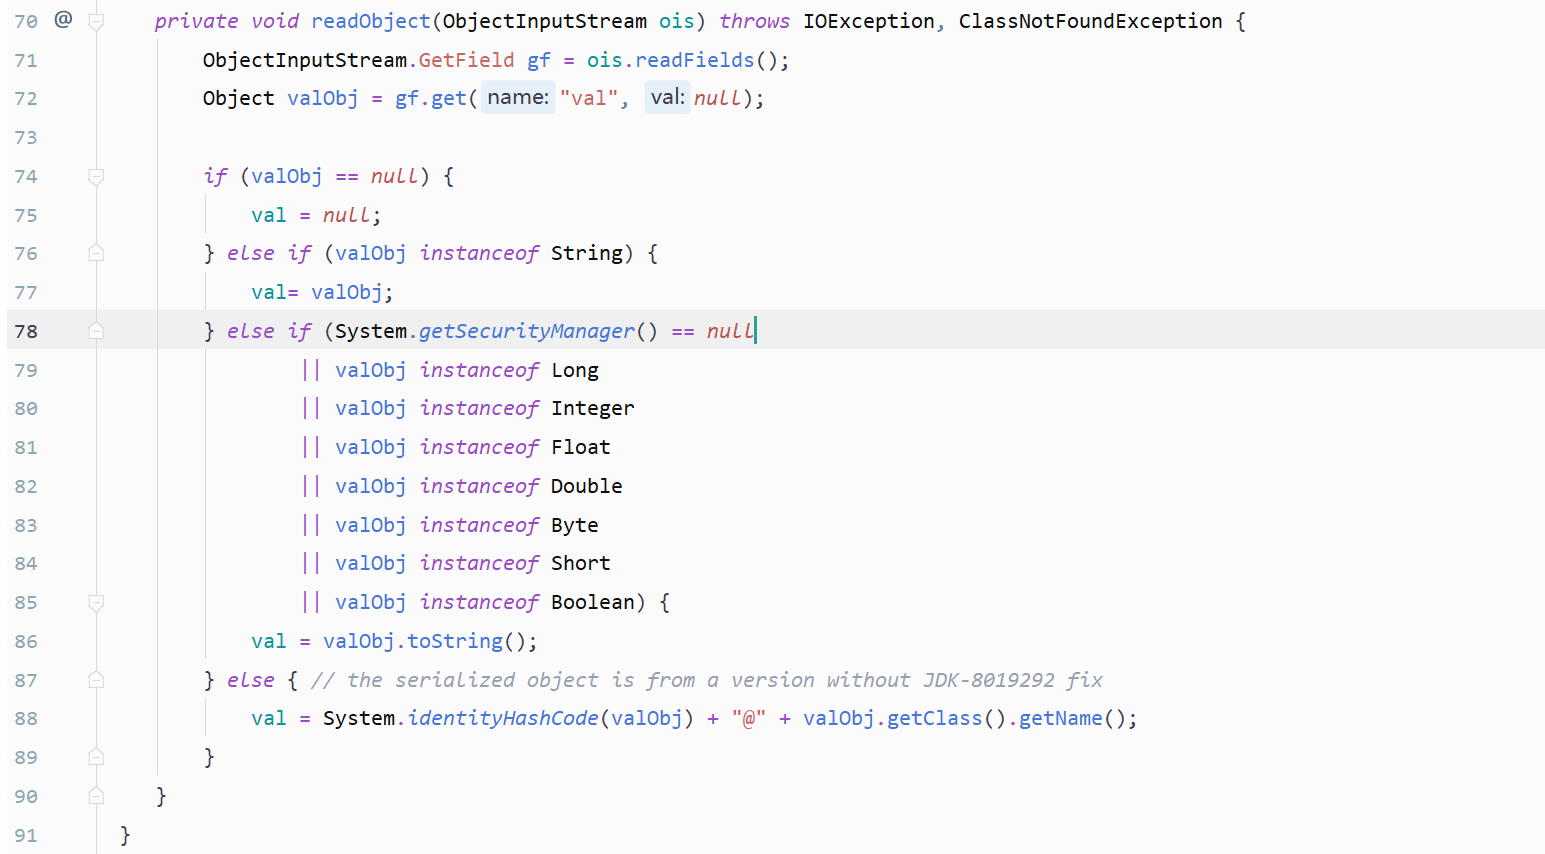 70 @ private void readObject(ObjectInputStream ois) throws IOException, ClassNotFoundException {
71 ObjectInputStream.GetField gf = ois.readFields();
72 Object valObj = gf.get( name: "val", val: null);
73
74 if (valObj == null) {
75 val = null;
76 } else if (valObj instanceof String) {
77 val= valObj;
78 } else if (System.getSecurityManager() == null
79 || valObj instanceof Long
80 || valObj instanceof Integer
81 || valObj instanceof Float
82 || valObj instanceof Double
83 || valObj instanceof Byte
84 || valObj instanceof Short
85 || valObj instanceof Boolean) {
86 val = valObj.toString();
87 } else { // the serialized object is from a version without JDK-8019292 fix
88 val = System.identityHashCode(valObj) + "@" + valObj.getClass().getName();
89 }
90 }
91 }